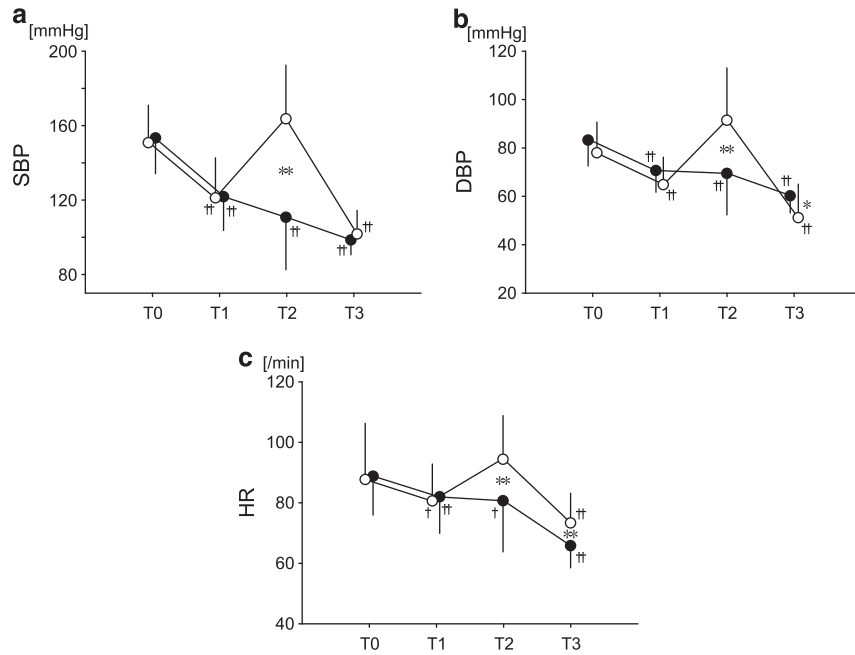 a
[mmHg]
200
160
120
80
SBP
**
†† ††
††
††
††
T0 T1 T2 T3
b
[mmHg]
120
100
80
60
40
20
DBP
††
**
††
††
††
*
††
T0 T1 T2 T3
c
[/min]
120
100
80
60
40
HR
**
† †† †
††
**
††
T0 T1 T2 T3